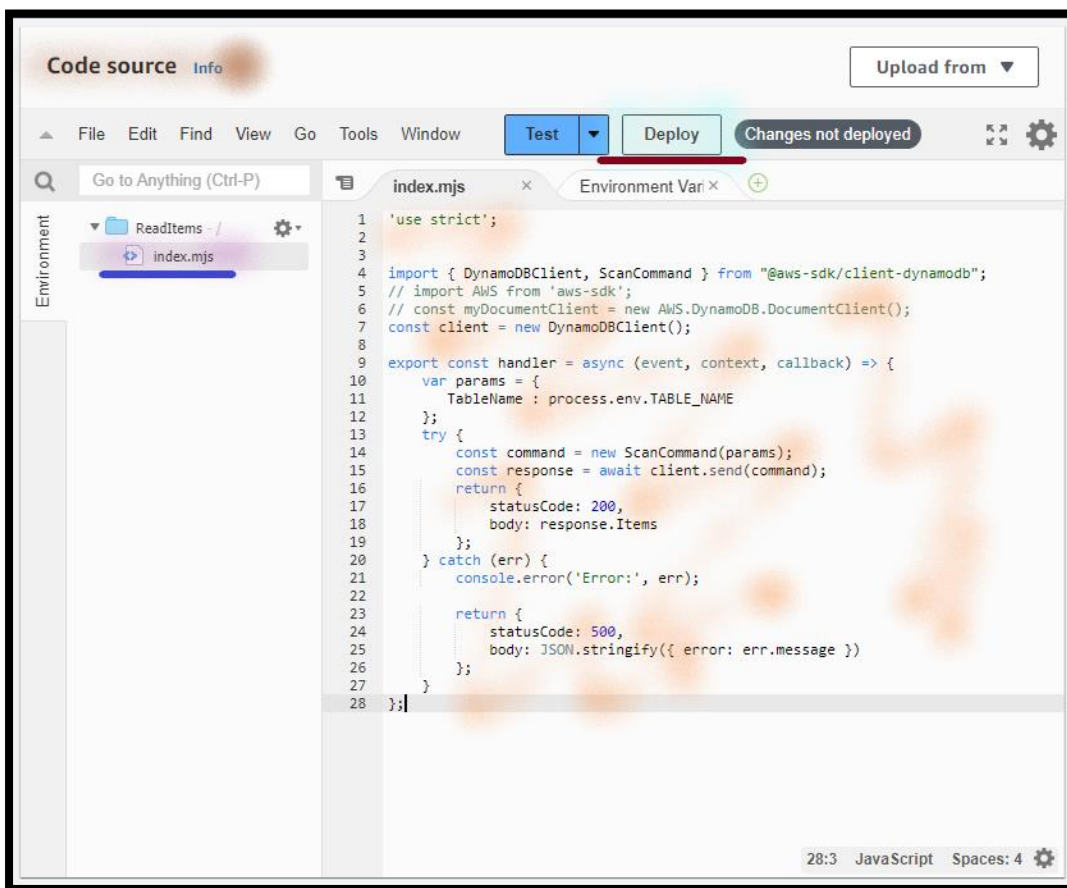 Code source Info
Upload from
File Edit Find View Go Tools Window Test Deploy Changes not deployed
Go to Anything (Ctrl-P)
index.mjs
Environment Vari
Environment
ReadItems - /
index.mjs
1 'use strict';
2
3
4 import { DynamoDBClient, ScanCommand } from "@aws-sdk/client-dynamodb";
5 // import AWS from 'aws-sdk';
6 // const myDocumentClient = new AWS.DynamoDB.DocumentClient();
7 const client = new DynamoDBClient();
8
9 export const handler = async (event, context, callback) => {
10 var params = {
11 TableName : process.env.TABLE_NAME
12 };
13 try {
14 const command = new ScanCommand(params);
15 const response = await client.send(command);
16 return {
17 statusCode: 200,
18 body: response.Items
19 };
20 } catch (err) {
21 console.error('Error:', err);
22
23 return {
24 statusCode: 500,
25 body: JSON.stringify({ error: err.message })
26 };
27 }
28 };
28:3 JavaScript Spaces: 4